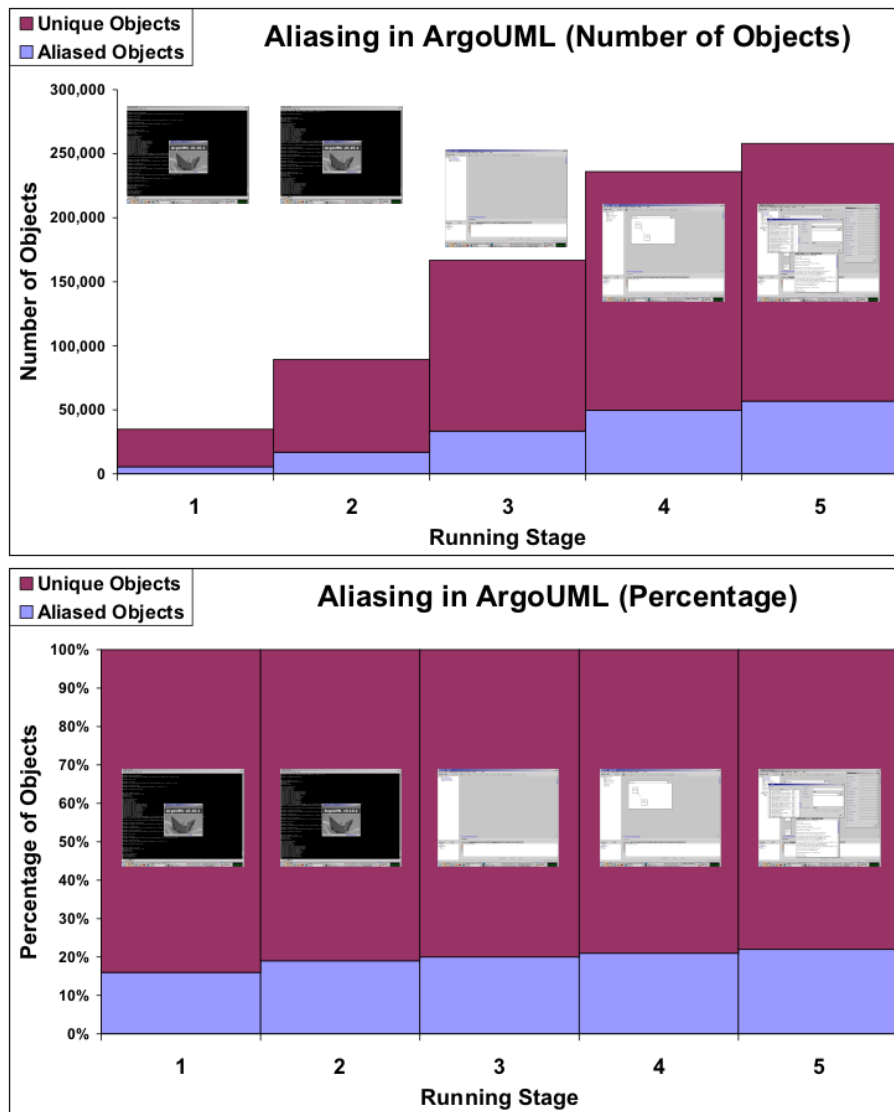 Unique Objects
Aliased Objects
Aliasing in ArgoUML (Number of Objects)
Number of Objects
300,000
250,000
200,000
150,000
100,000
50,000
0
1 2 3 4 5
Running Stage
Unique Objects
Aliased Objects
Aliasing in ArgoUML (Percentage)
Percentage of Objects
100%
90%
80%
70%
60%
50%
40%
30%
20%
10%
0%
1 2 3 4 5
Running Stage